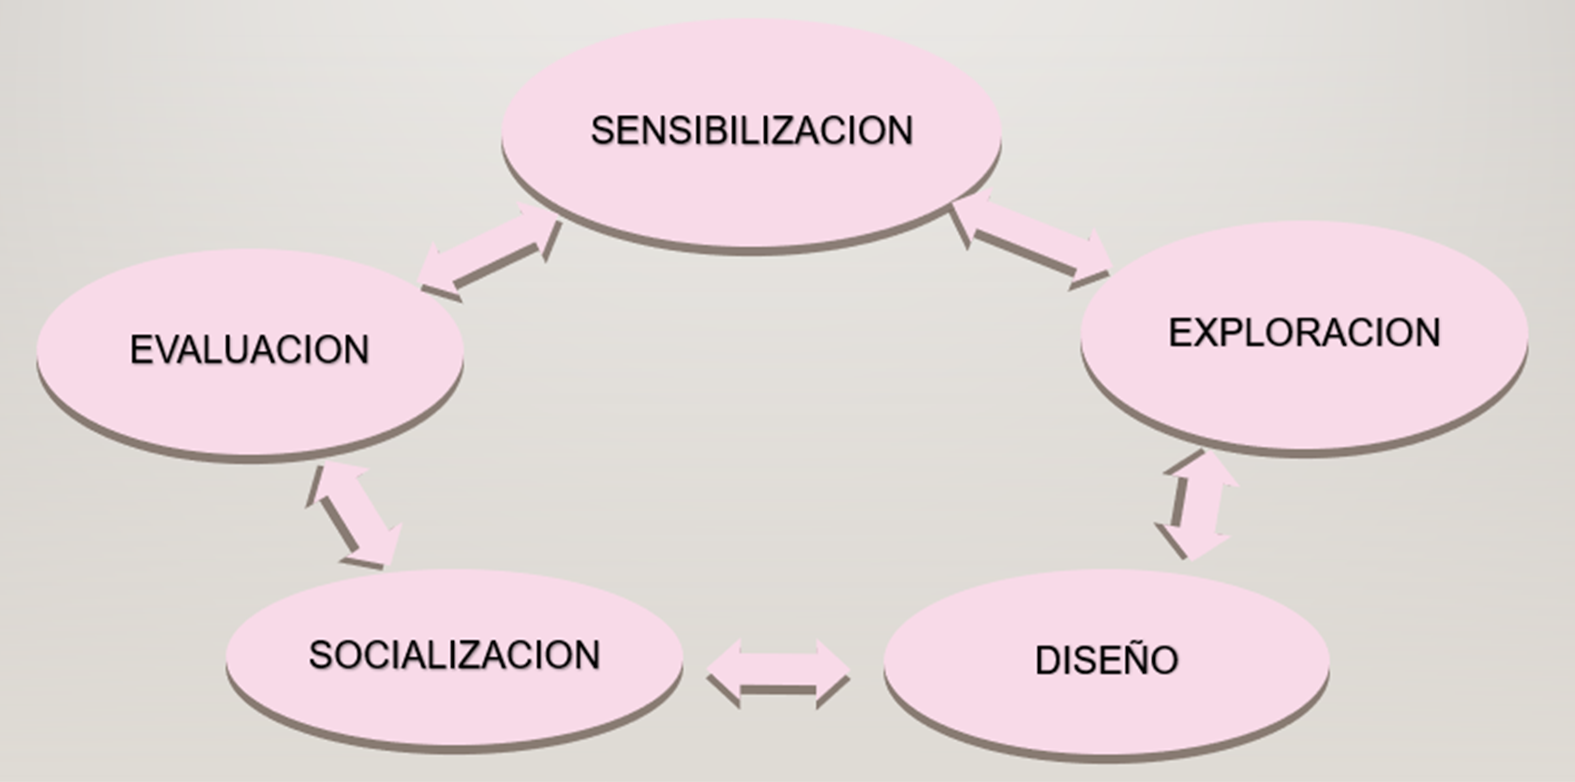 SENSIBILIZACION
EVALUACION
EXPLORACION
SOCIALIZACION
DISEÑO